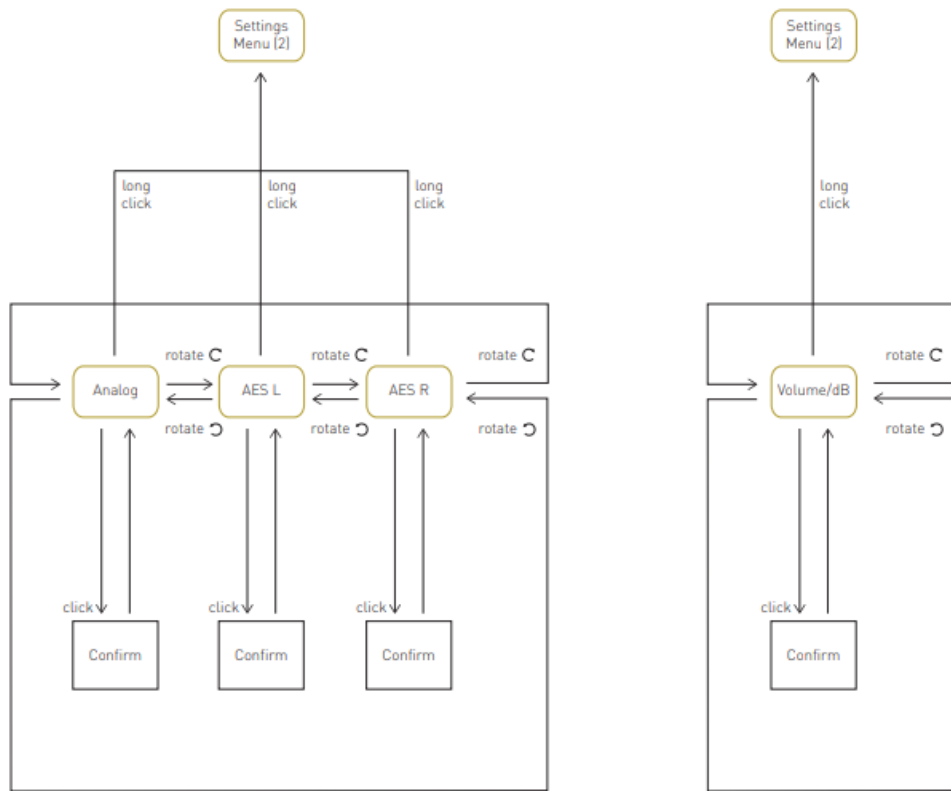 Settings
Menu (2)
Settings
Menu (2)
long
click
long
click
long
click
long
click
rotate
rotate
rotate
rotate
Analog
AES L
AES R
Volume/dB
rotate
rotate
rotate
rotate
click
click
click
click
Confirm
Confirm
Confirm
Confirm